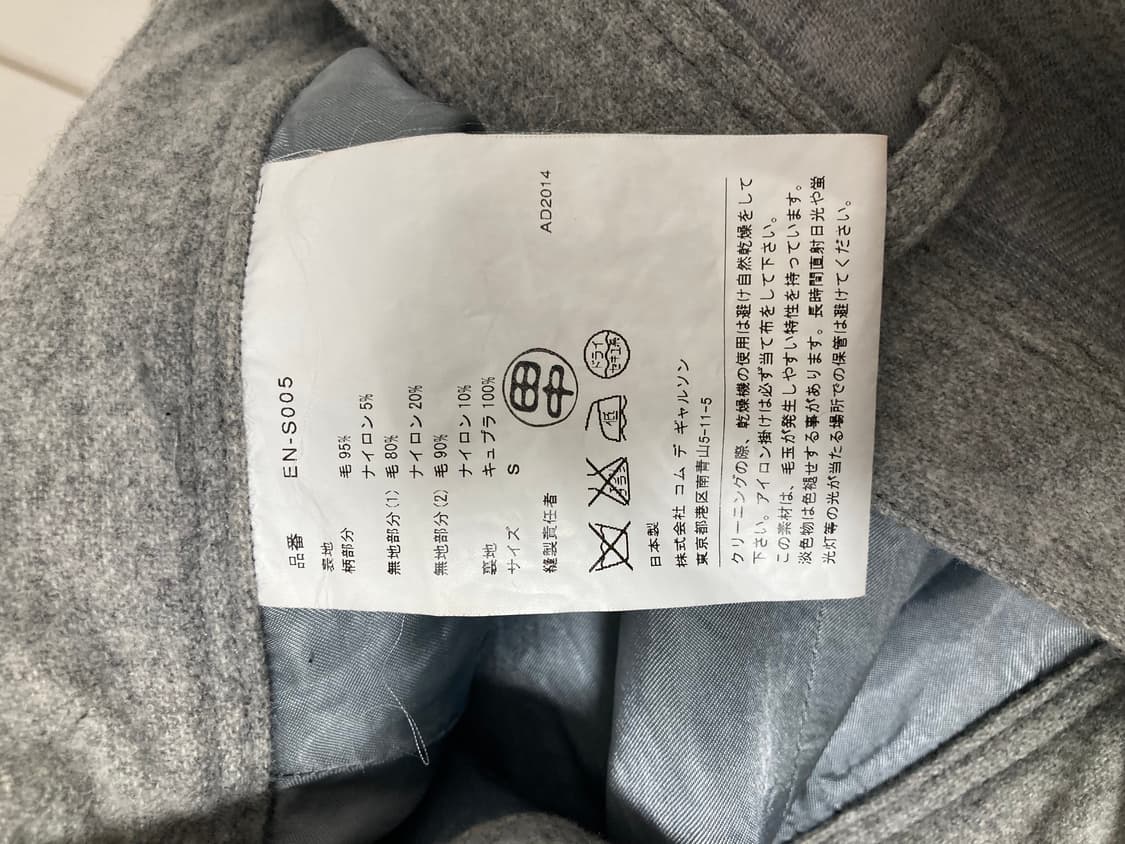 品番 EN-S005
表地
柄部分 毛 95%
ナイロン 5%
無地部分(1) 毛 80%
ナイロン 20%
無地部分(2) 毛 90%
ナイロン 10%
裏地 キュプラ 100%
サイズ S
縫製責任者 田中
AD2014
低
ドライ
セキユ系
日本製
株式会社 コム デ ギャルソン
東京都港区南青山5-11-5
クリーニングの際、乾燥機の使用は避け自然乾燥をして
下さい。アイロン掛けは必ず当て布をして下さい。
この素材は、毛玉が発生しやすい特性を持っています。
淡色物は色褪せする事があります。長時間直射日光や蛍
光灯等の光が当たる場所での保管は避けてください。